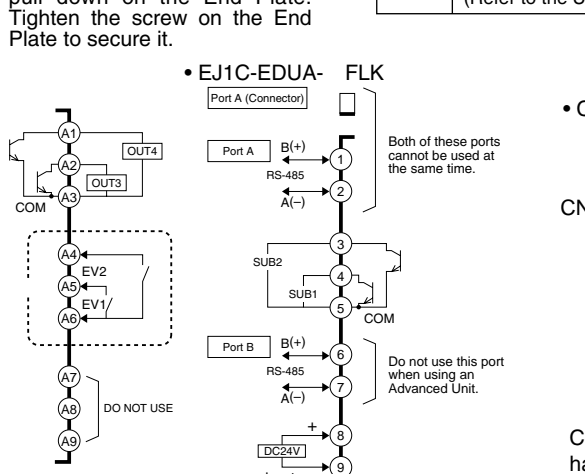 pull down on the End Plate.
Tighten the screw on the End
Plate to secure it.
(Refer to the
• EJ1C-EDUA- FLK
Port A (Connector)
Both of these ports
cannot be used at
the same time.
Port A
B(+)
RS-485
A(−)
1
2
A1
A2
A3
OUT4
OUT3
COM
A4
A5
A6
EV2
EV1
A7
A8
A9
DO NOT USE
3
4
5
SUB2
SUB1
COM
Port B
B(+)
RS-485
A(−)
6
7
Do not use this port
when using an
Advanced Unit.
+
DC24V
8
9
• C
CN
C
ha